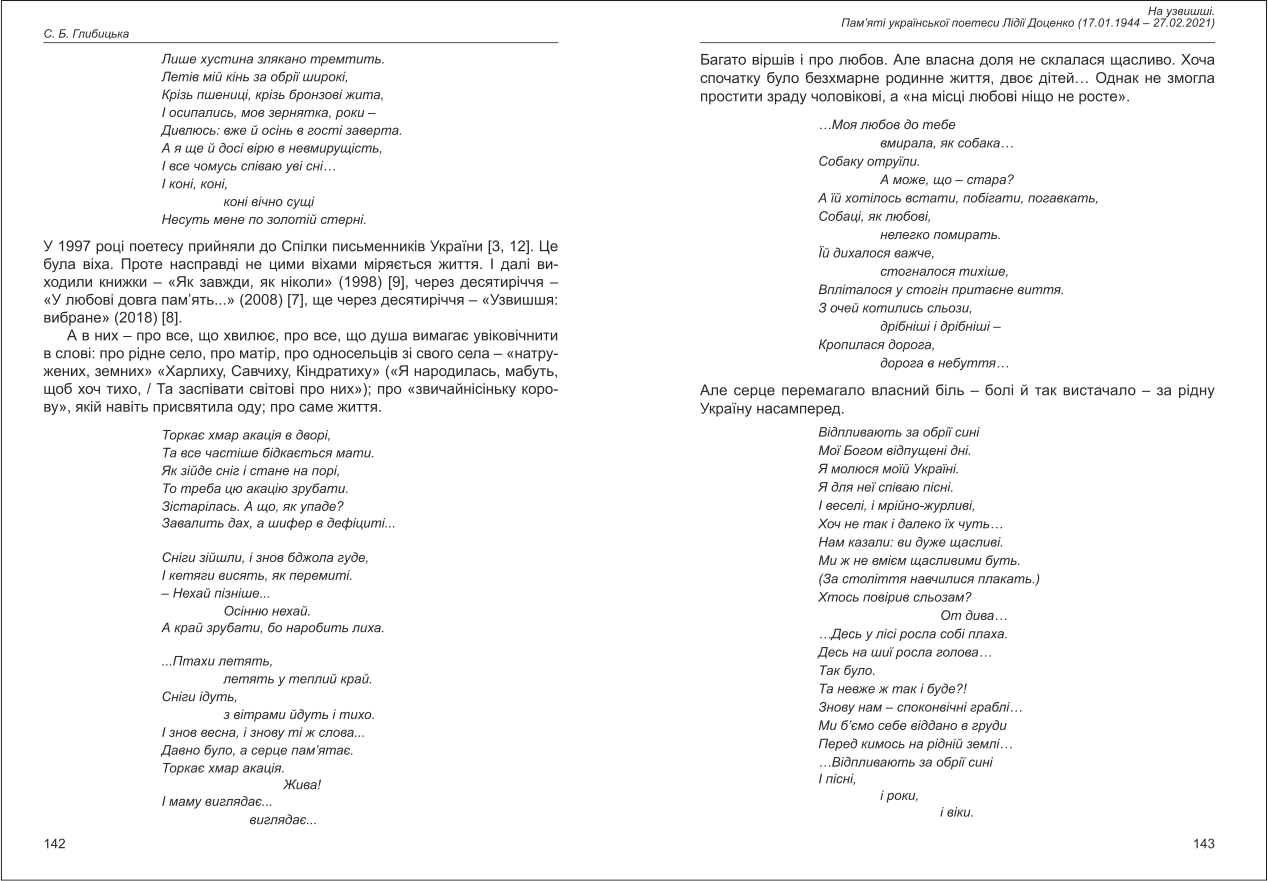 С. Б. Глибицька
Лише хустина злякано тремтить.
Летів мій кінь за обрії широкі,
Крізь пшениці, крізь бронзові жита,
І осипались, мов зернятка, роки –
Дивлюсь: вже й осінь в гості заверта.
А я ще й досі вірю в невмирущість,
І все чомусь співаю уві сні…
І коні, коні,
коні вічно сущі
Несуть мене по золотій стерні.
У 1997 році поетесу прийняли до Спілки письменників України [3, 12]. Це
була віха. Проте насправді не цими віхами міряється життя. І далі ви-
ходили книжки – «Як завжди, як ніколи» (1998) [9], через десятиріччя –
«У любові довга пам’ять...» (2008) [7], ще через десятиріччя – «Узвишшя:
вибране» (2018) [8].
А в них – про все, що хвилює, про все, що душа вимагає увіковічнити
в слові: про рідне село, про матір, про односельців зі свого села – «натру-
жених, земних» «Харлиху, Савчиху, Кіндратиху» («Я народилась, мабуть,
щоб хоч тихо, / Та заспівати світові про них»); про «звичайнісіньку коро-
ву», якій навіть присвятила оду; про саме життя.
Торкає хмар акація в дворі,
Та все частіше бідкається мати.
Як зійде сніг і стане на порі,
То треба цю акацію зрубати.
Зістарілась. А що, як упаде?
Завалить дах, а шифер в дефіциті...
Сніги зійшли, і знов бджола гуде,
І кетяги висять, як перемиті.
– Нехай пізніше...
Осінню нехай.
А край зрубати, бо наробить лиха.
...Птахи летять,
летять у теплий край.
Сніги ідуть,
з вітрами йдуть і тихо.
І знов весна, і знову ті ж слова...
Давно було, а серце пам’ятає.
Торкає хмар акація.
Жива!
І маму виглядає...
виглядає...
142
На узвишші.
Пам’яті української поетеси Лідії Доценко (17.01.1944 – 27.02.2021)
Багато віршів і про любов. Але власна доля не склалася щасливо. Хоча
спочатку було безхмарне родинне життя, двоє дітей… Однак не змогла
простити зраду чоловікові, а «на місці любові ніщо не росте».
…Моя любов до тебе
вмирала, як собака…
Собаку отруїли.
А може, що – стара?
А їй хотілось встати, побігати, погавкать,
Собаці, як любові,
нелегко помирать.
Їй дихалося важче,
стогналося тихіше,
Впліталося у стогін притаєне виття.
З очей котились сльози,
дрібніші і дрібніші –
Кропилася дорога,
дорога в небуття…
Але серце перемагало власний біль – болі й так вистачало – за рідну
Україну насамперед.
Відпливають за обрії сині
Мої Богом відпущені дні.
Я молюся моїй Україні.
Я для неї співаю пісні.
І веселі, і мрійно-журливі,
Хоч не так і далеко їх чуть…
Нам казали: ви дуже щасливі.
Ми ж не вмієм щасливими буть.
(За століття навчилися плакать.)
Хтось повірив сльозам?
От дива…
…Десь у лісі росла собі плаха.
Десь на шиї росла голова…
Так було.
Та невже ж так і буде?!
Знову нам – споконвічні граблі…
Ми б’ємо себе віддано в груди
Перед кимось на рідній землі…
…Відпливають за обрії сині
І пісні,
і роки,
і віки.
143